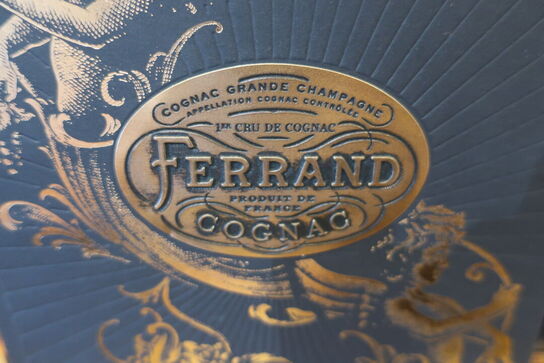 COGNAC GRANDE CHAMPAGNE
APPELLATION COGNAC CONTRÔLÉE
1ER CRU DE COGNAC
FERRAND
PRODUIT DE
FRANCE
COGNAC